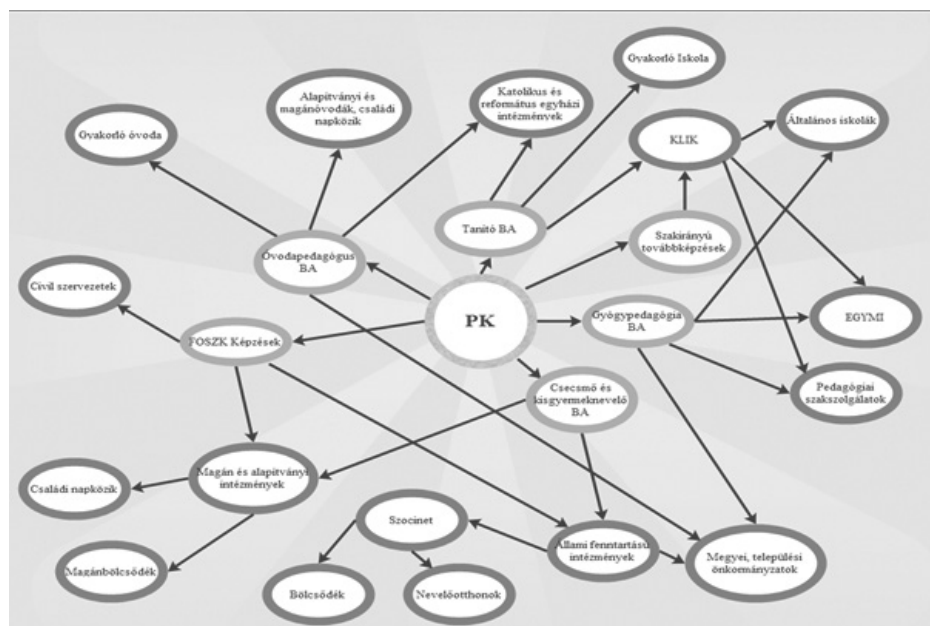 Gyakorló Iskola
Alapítványi és
magánóvodák, családi
napközik
Katolikus és
református egyházi
intézmények
Általános iskolák
Gyakorló óvoda
KLIK
Tanító BA
Szakirányú
továbbképzések
Óvodapedagógus
BA
Civil szervezetek
PK
Gyógypedagógia
BA
EGYMI
FOSZK Képzések
Csecsmő és
kisgyermeknevelő
BA
Pedagógiai
szakszolgálatok
Magán és alapítványi
intézmények
Családi napközik
Szocinet
Állami fenntartású
intézmények
Megyei, települési
önkormányzatok
Magánbölcsődék
Bölcsődék
Nevelőotthonok